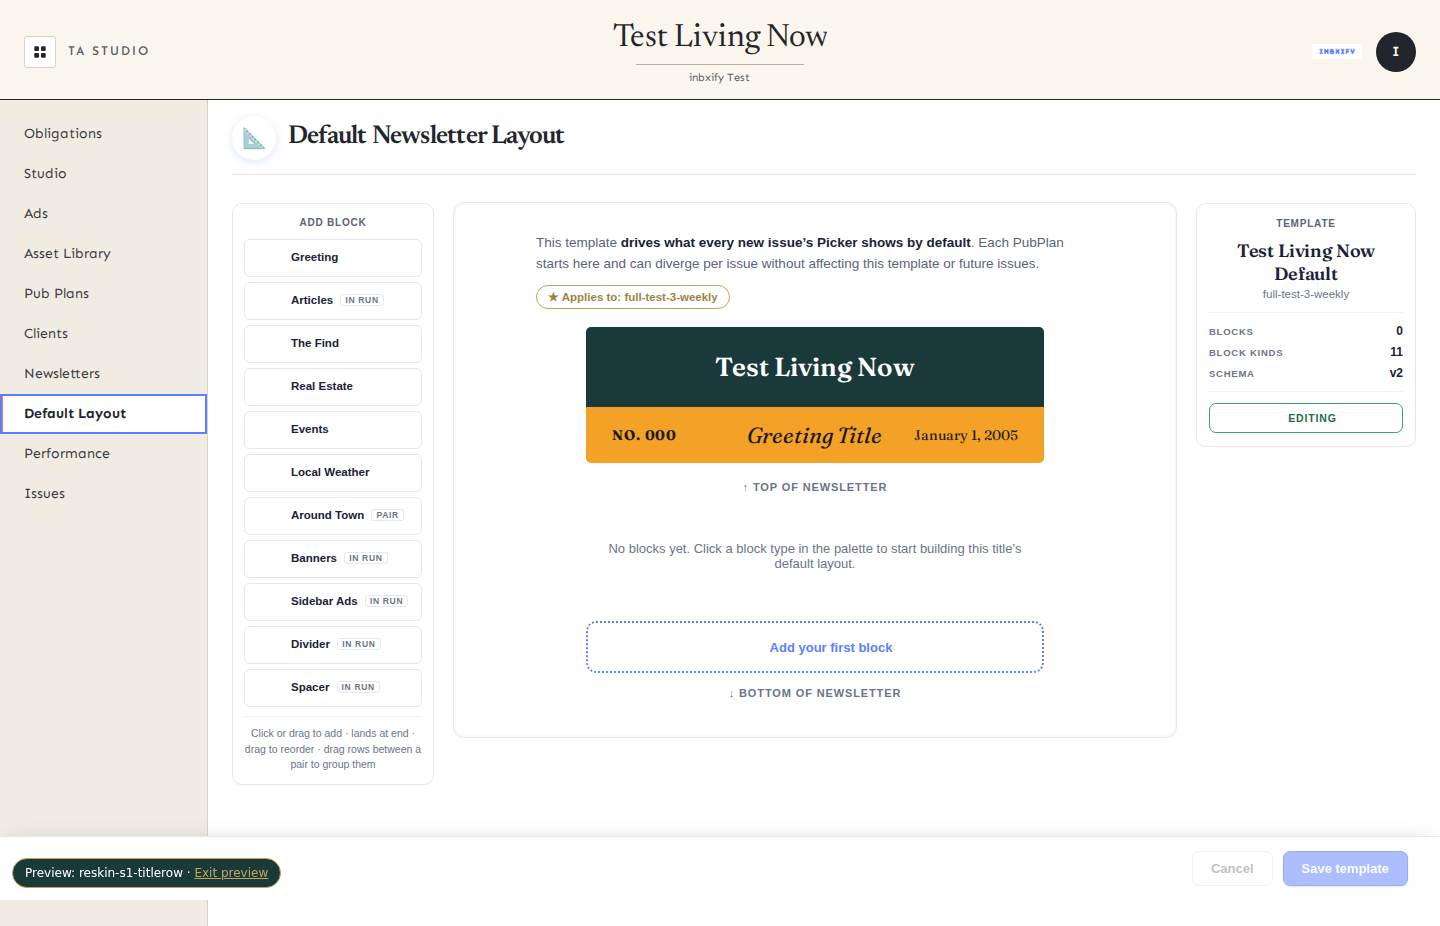 TA STUDIO
Test Living Now
inbxify Test
INBXIFY
I
Obligations
Studio
Ads
Asset Library
Pub Plans
Clients
Newsletters
Default Layout
Performance
Issues
Default Newsletter Layout
ADD BLOCK
Greeting
Articles IN RUN
The Find
Real Estate
Events
Local Weather
Around Town PAIR
Banners IN RUN
Sidebar Ads IN RUN
Divider IN RUN
Spacer IN RUN
Click or drag to add · lands at end ·
drag to reorder · drag rows between a
pair to group them
This template drives what every new issue’s Picker shows by default. Each PubPlan
starts here and can diverge per issue without affecting this template or future issues.
★ Applies to: full-test-3-weekly
Test Living Now
NO. 000 Greeting Title January 1, 2005
↑ TOP OF NEWSLETTER
No blocks yet. Click a block type in the palette to start building this title’s
default layout.
Add your first block
↓ BOTTOM OF NEWSLETTER
TEMPLATE
Test Living Now
Default
full-test-3-weekly
BLOCKS 0
BLOCK KINDS 11
SCHEMA v2
EDITING
Preview: reskin-s1-titlerow · Exit preview
Cancel
Save template